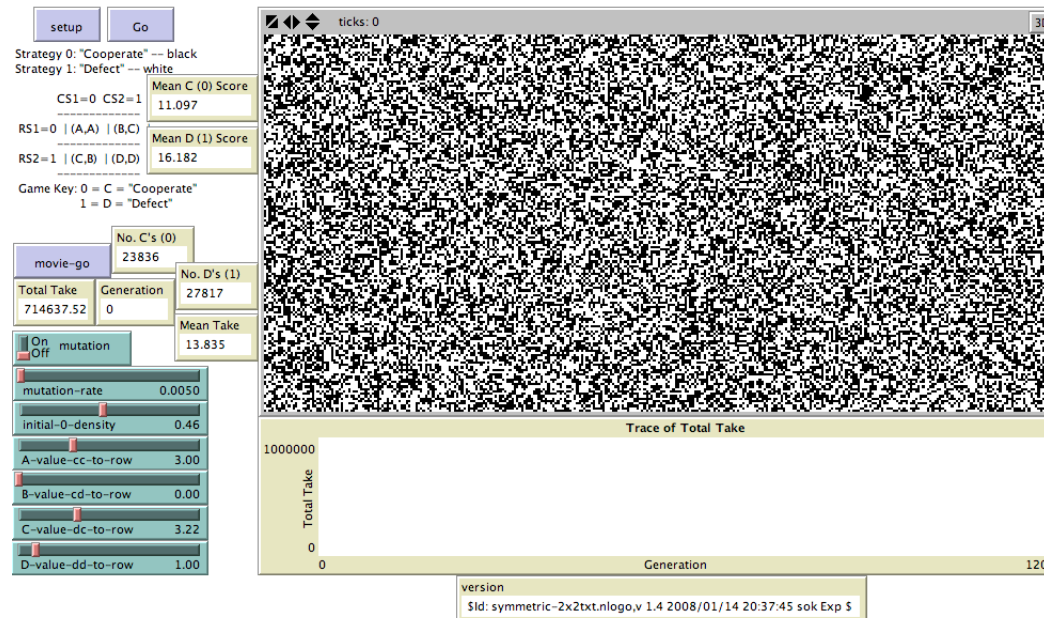 setup Go
Strategy 0: "Cooperate" -- black
Strategy 1: "Defect" -- white
CS1=0 CS2=1
-------------
RS1=0 | (A,A) | (B,C)
-------------
RS2=1 | (C,B) | (D,D)
-------------
Game Key: 0 = C = "Cooperate"
1 = D = "Defect"
Mean C (0) Score
11.097
Mean D (1) Score
16.182
movie-go
No. C's (0)
23836
No. D's (1)
27817
Total Take
714637.52
Generation
0
Mean Take
13.835
On
Off
mutation
mutation-rate 0.0050
initial-0-density 0.46
A-value-cc-to-row 3.00
B-value-cd-to-row 0.00
C-value-dc-to-row 3.22
D-value-dd-to-row 1.00
ticks: 0
3D
Trace of Total Take
1000000
Total Take
0
0 Generation 120
version
$Id: symmetric-2x2txt.nlogo,v 1.4 2008/01/14 20:37:45 sok Exp $